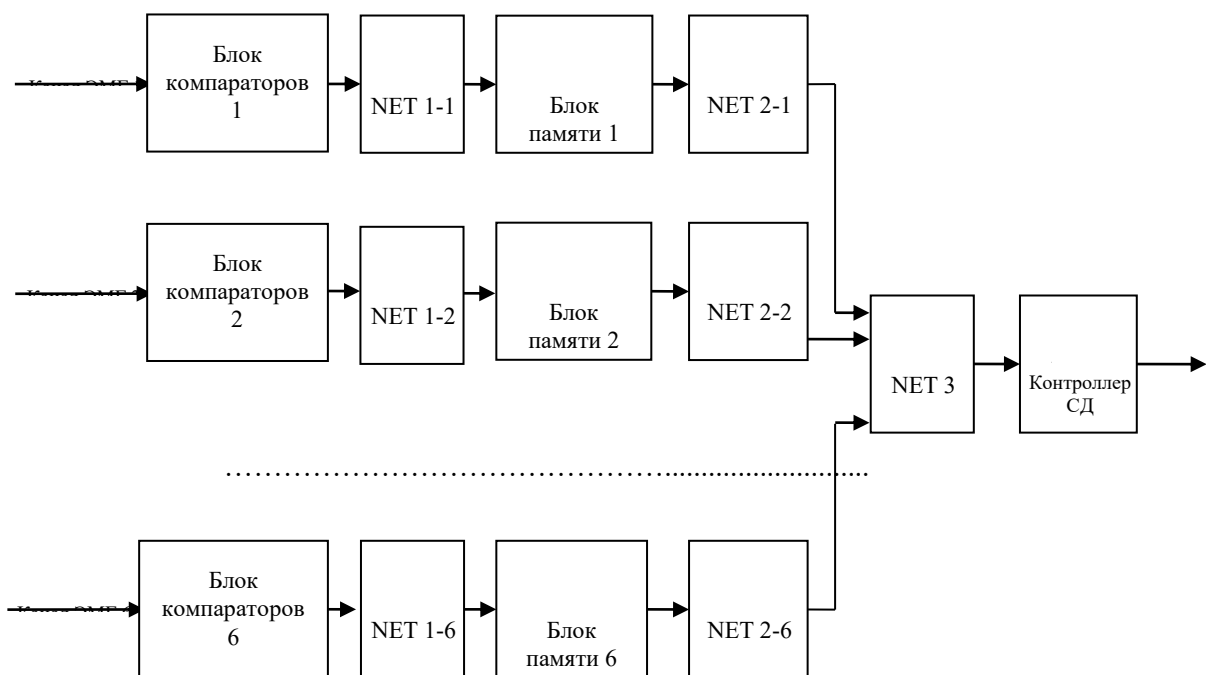 Блок
компараторов
1
NET 1-1
Блок
памяти 1
NET 2-1
Блок
компараторов
2
NET 1-2
Блок
памяти 2
NET 2-2
NET 3
Контроллер
СД
Блок
компараторов
6
NET 1-6
Блок
памяти 6
NET 2-6